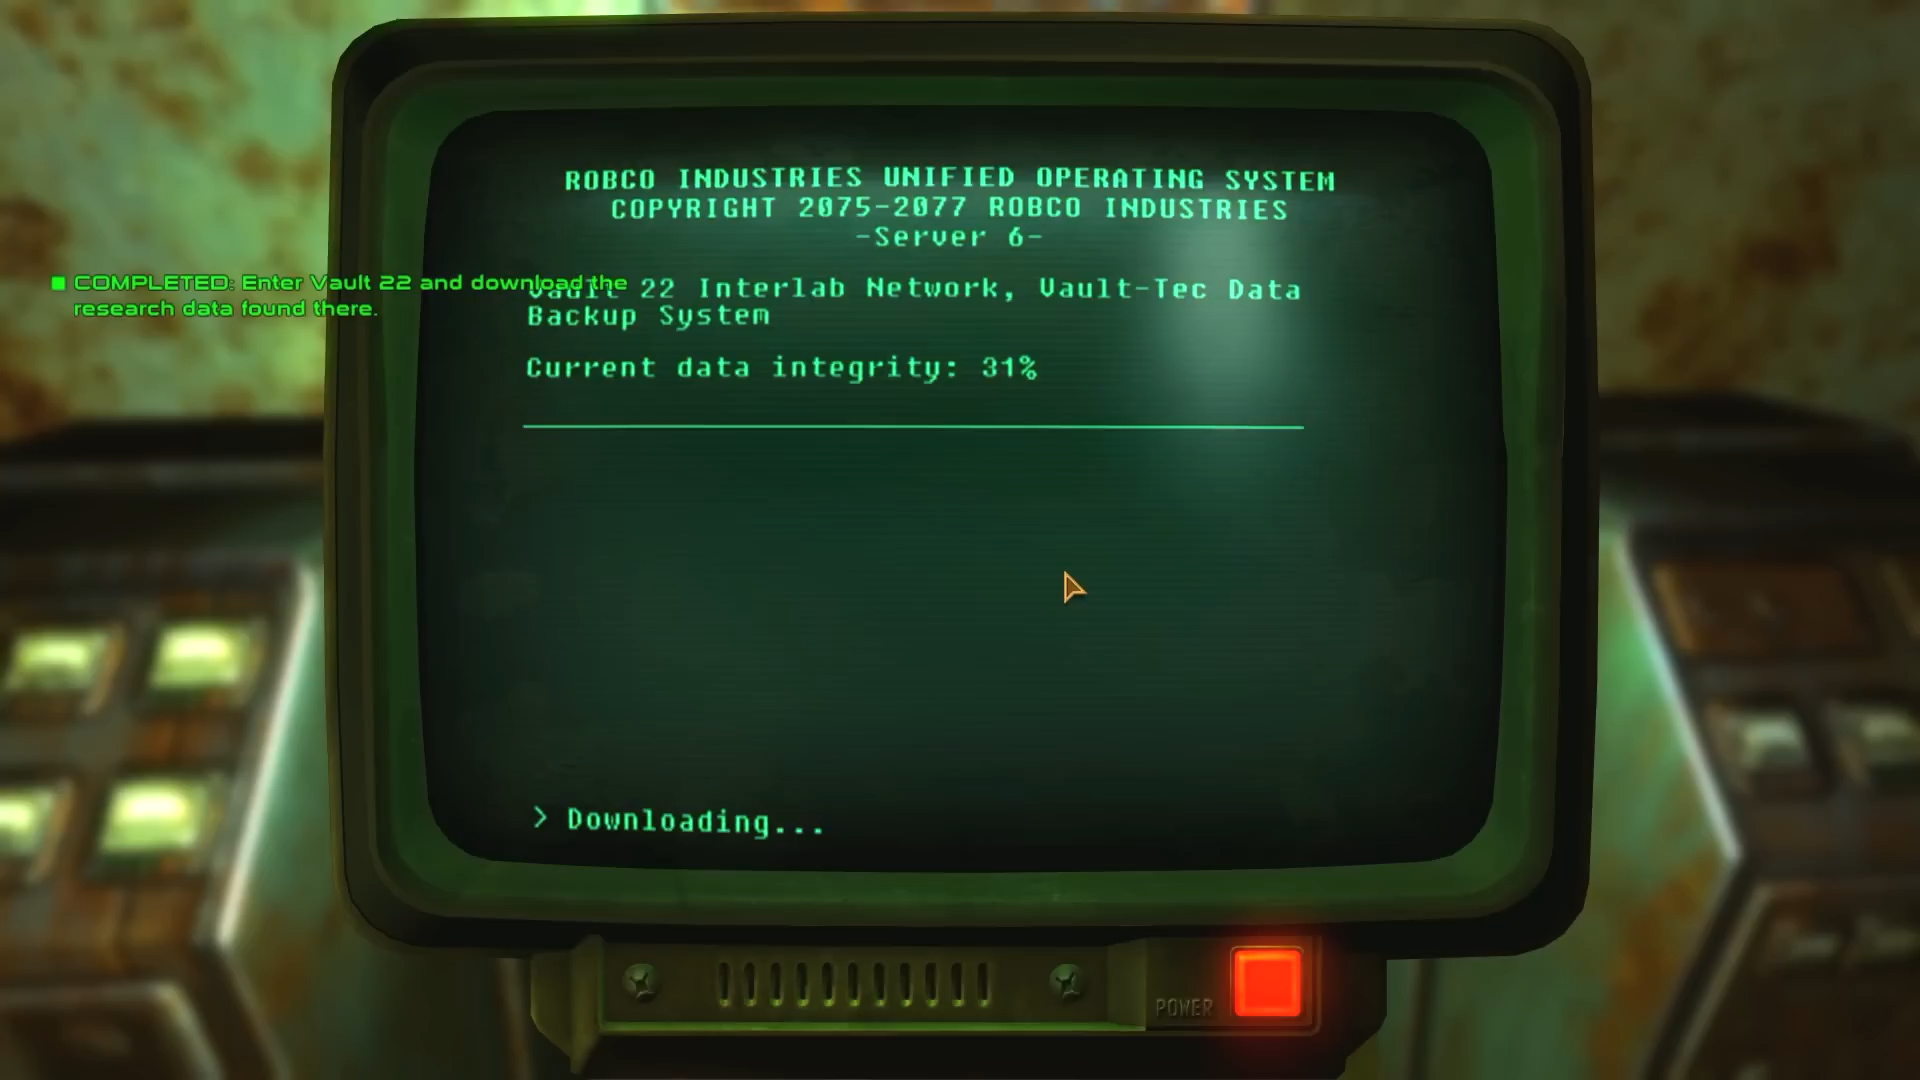 ROBCO INDUSTRIES UNIFIED OPERATING SYSTEM
COPYRIGHT 2075-2077 ROBCO INDUSTRIES
-Server 6-
COMPLETED: Enter Vault 22 and download the
research data found there.
Vault 22 Interlab Network, Vault-Tec Data
Backup System
Current data integrity: 31%
> Downloading...
POWER